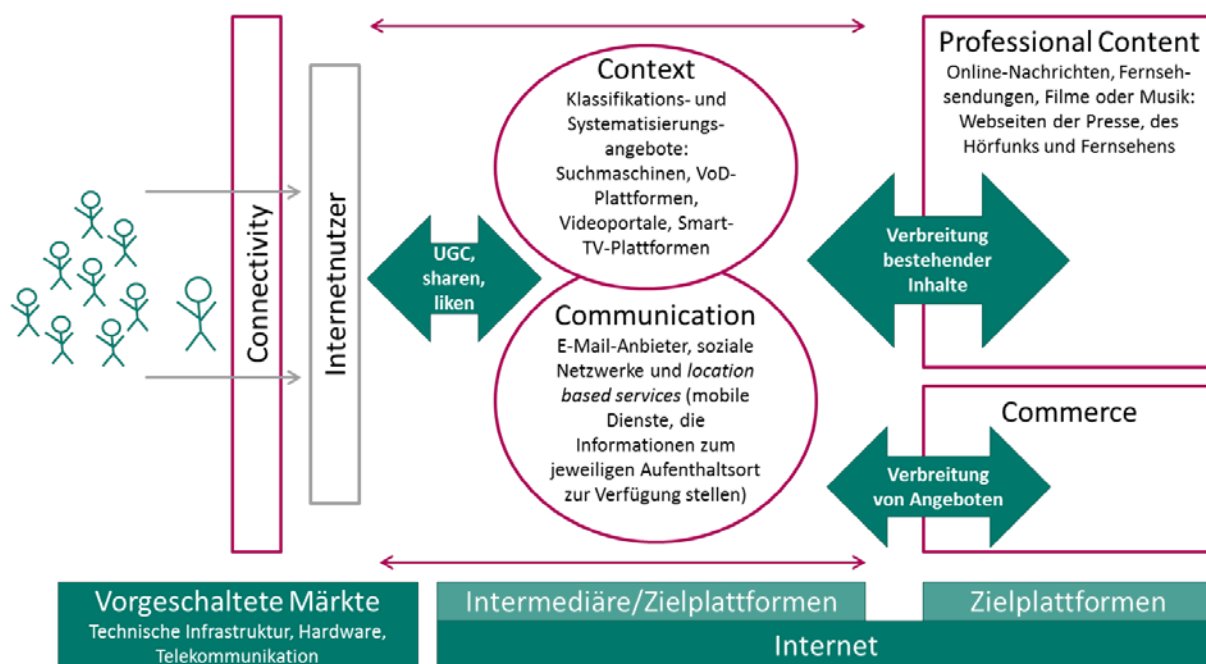 Connectivity
Internetnutzer
UGC,
sharen,
liken
Context
Klassifikations- und
Systematisierungs-
angebote:
Suchmaschinen, VoD-
Plattformen,
Videoportale, Smart-
TV-Plattformen
Communication
E-Mail-Anbieter, soziale
Netzwerke und location
based services (mobile
Dienste, die
Informationen zum
jeweiligen Aufenthaltsort
zur Verfügung stellen)
Verbreitung
bestehender
Inhalte
Verbreitung
von Angeboten
Professional Content
Online-Nachrichten, Fernseh-
sendungen, Filme oder Musik:
Webseiten der Presse, des
Hörfunks und Fernsehens
Commerce
Vorgeschaltete Märkte
Technische Infrastruktur, Hardware,
Telekommunikation
Intermediäre/Zielplattformen
Zielplattformen
Internet